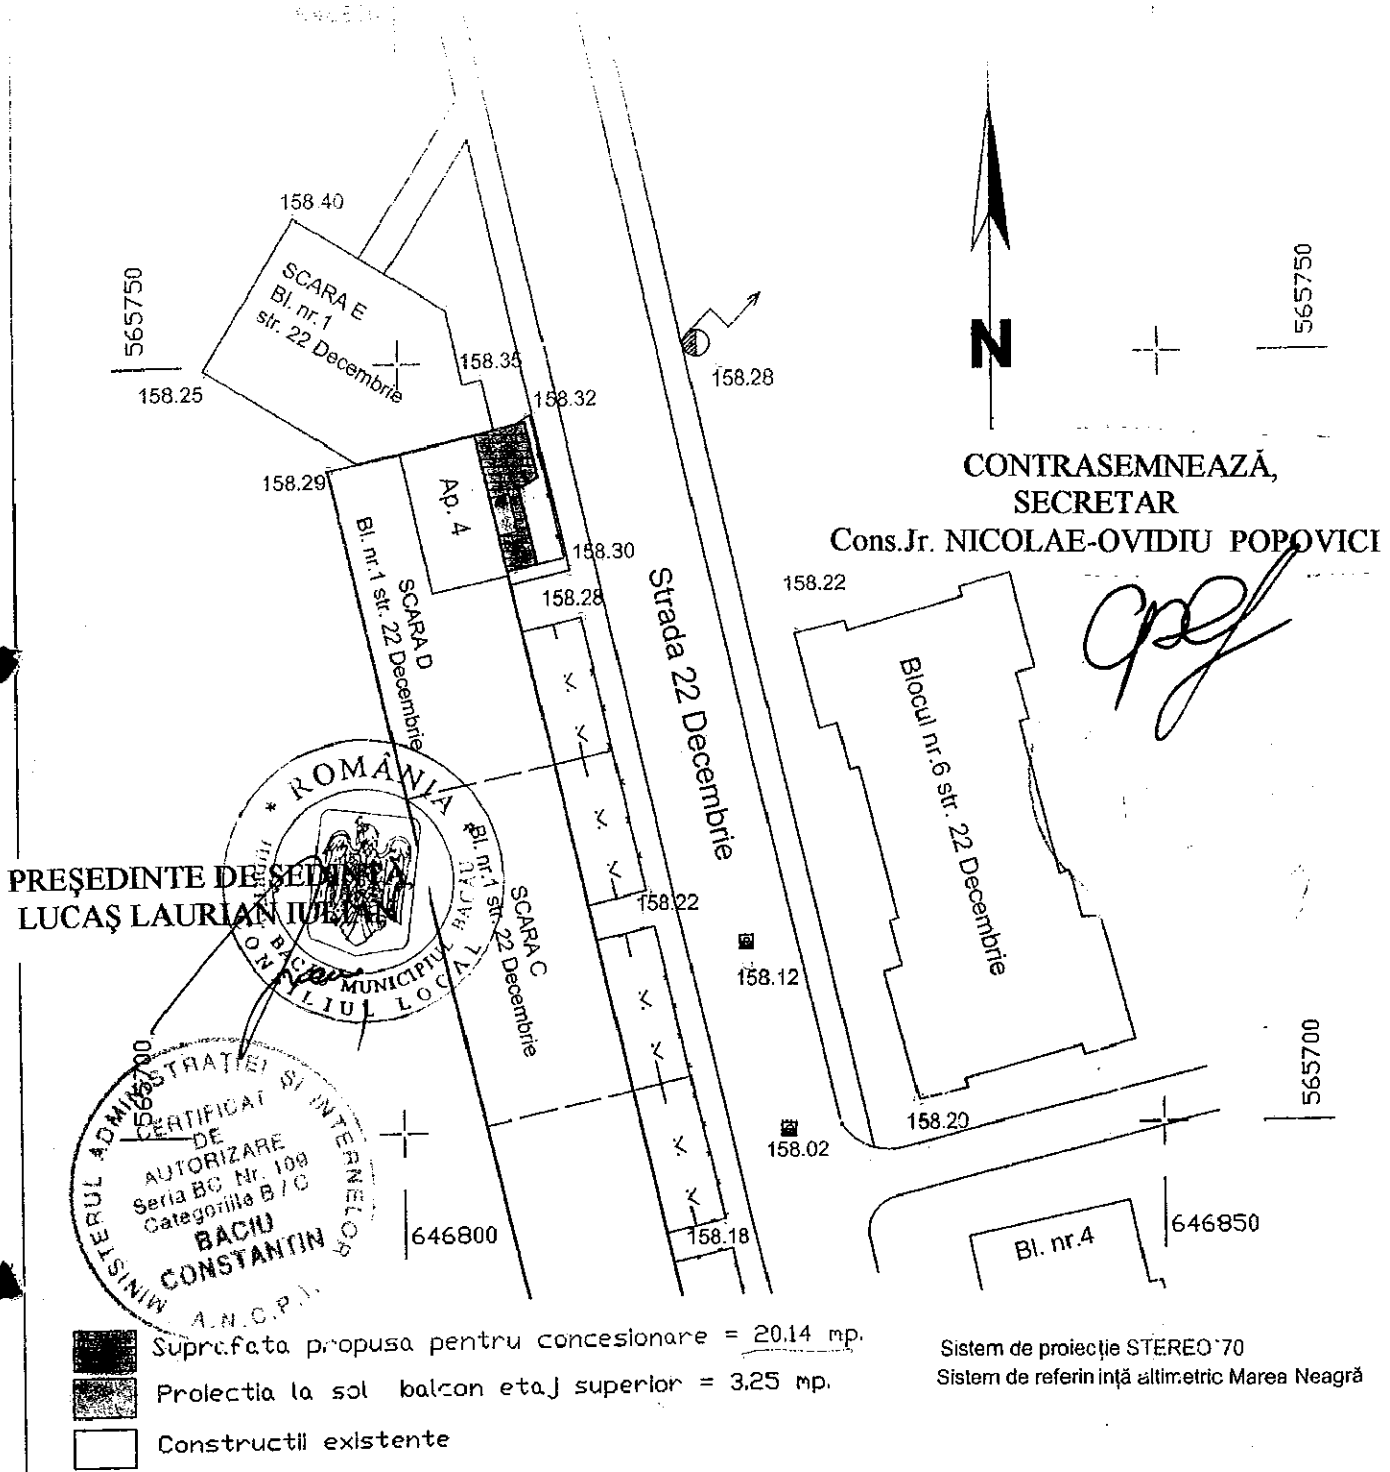 158.40
SCARA E
Bl. nr.1
str. 22 Decembrie
565750
565750
158.35
158.25
158.32
158.28
N
CONTRASEMNEAZĂ,
SECRETAR
Cons.Jr. NICOLAE-OVIDIU POPOVICI
158.29
Ap. 4
158.30
158.28
158.22
SCARA D
Bl. nr.1 str. 22 Decembrie
Strada 22 Decembrie
Blocul nr.6 str. 22 Decembrie
* ROMÂNIA *
MUNICIPIUL BACĂU
CONSILIUL LOCAL
PREŞEDINTE DE ŞEDINŢĂ,
LUCAŞ LAURIAN IULIAN
SCARA C
Bl. nr.1 str. 22 Decembrie
158.22
158.12
565700
565700
158.20
158.02
MINISTERUL ADMINISTRAŢIEI ŞI INTERNELOR
CERTIFICAT
DE
AUTORIZARE
Seria BC Nr. 109
Categoriile B / C
BACIU
CONSTANTIN
A.N.C.P.I.
646800
158.18
646850
Bl. nr.4
Suprafata propusa pentru concesionare = 20.14 mp.
Proiectia la sol balcon etaj superior = 3.25 mp.
Constructii existente
Sistem de proiecție STEREO'70
Sistem de referinință altimetric Marea Neagră